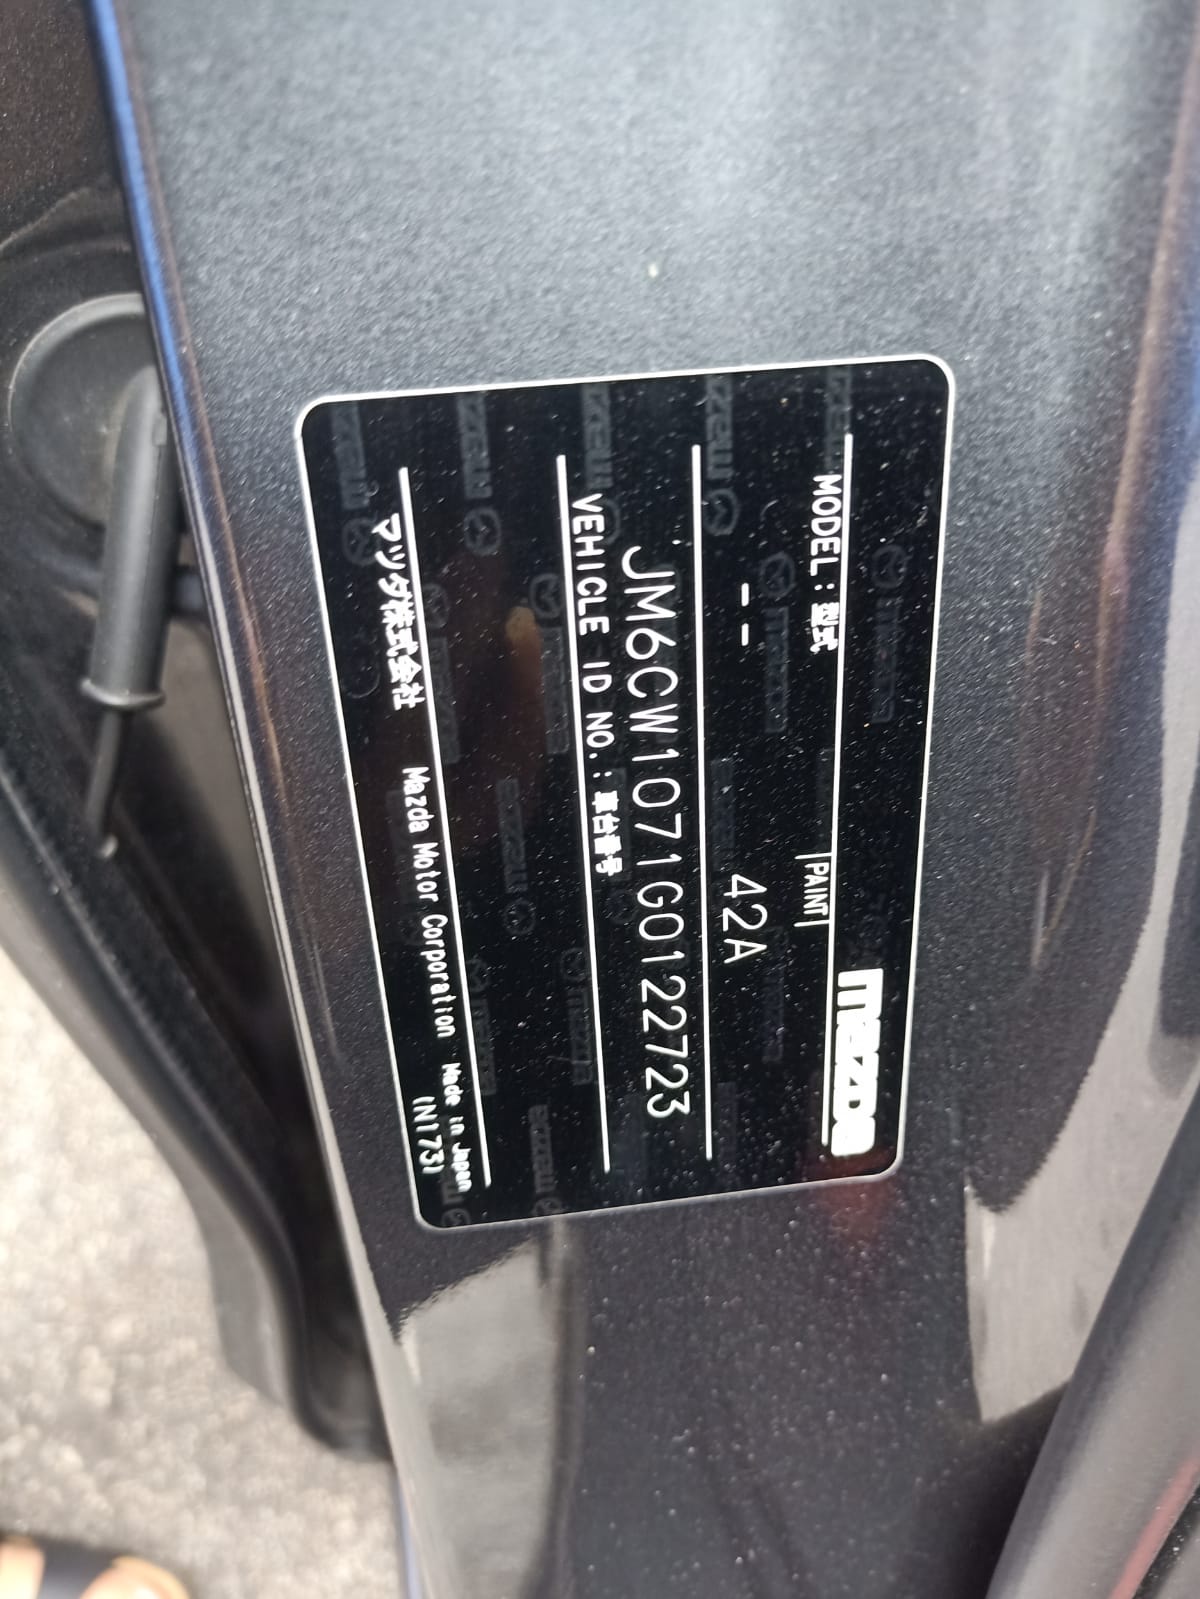 mazda
MODEL:型式 PAINT
-- 42A
JM6CW1071G0122723
VEHICLE ID NO.:車台番号
マツダ株式会社 Mazda Motor Corporation Made in Japan
(N173)